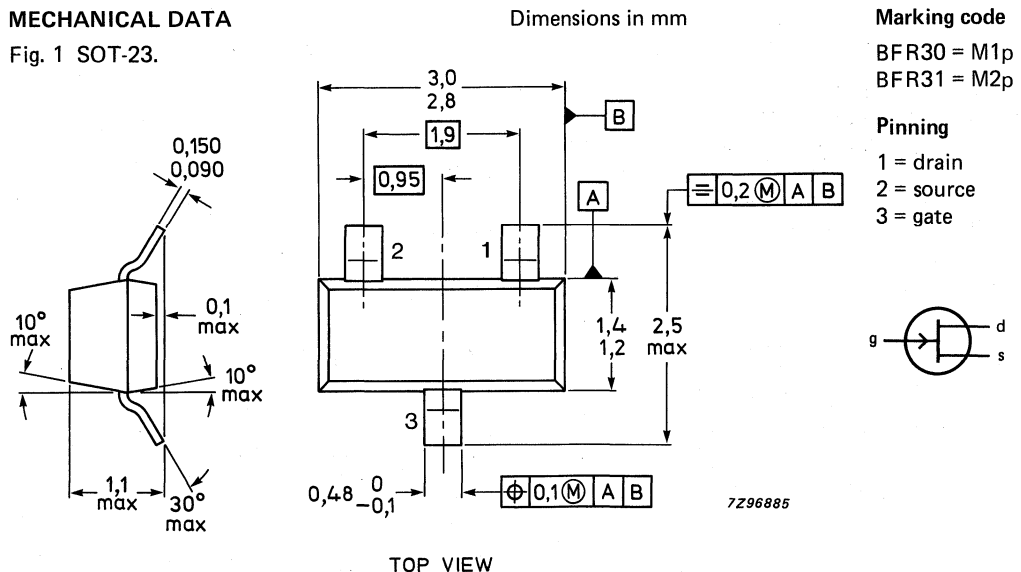 MECHANICAL DATA
Fig. 1 SOT-23.
Dimensions in mm
Marking code
BFR30 = M1p
BFR31 = M2p
Pinning
1 = drain
2 = source
3 = gate
3,0
2,8
B
1,9
0,95
A
0,2 M A B
2
1
0,150
0,090
0,1
max
10°
max
10°
max
1,1
max
30°
max
1,4
1,2
2,5
max
3
0,48 0
-0,1
0,1 M A B
g
d
s
7Z96885
TOP VIEW